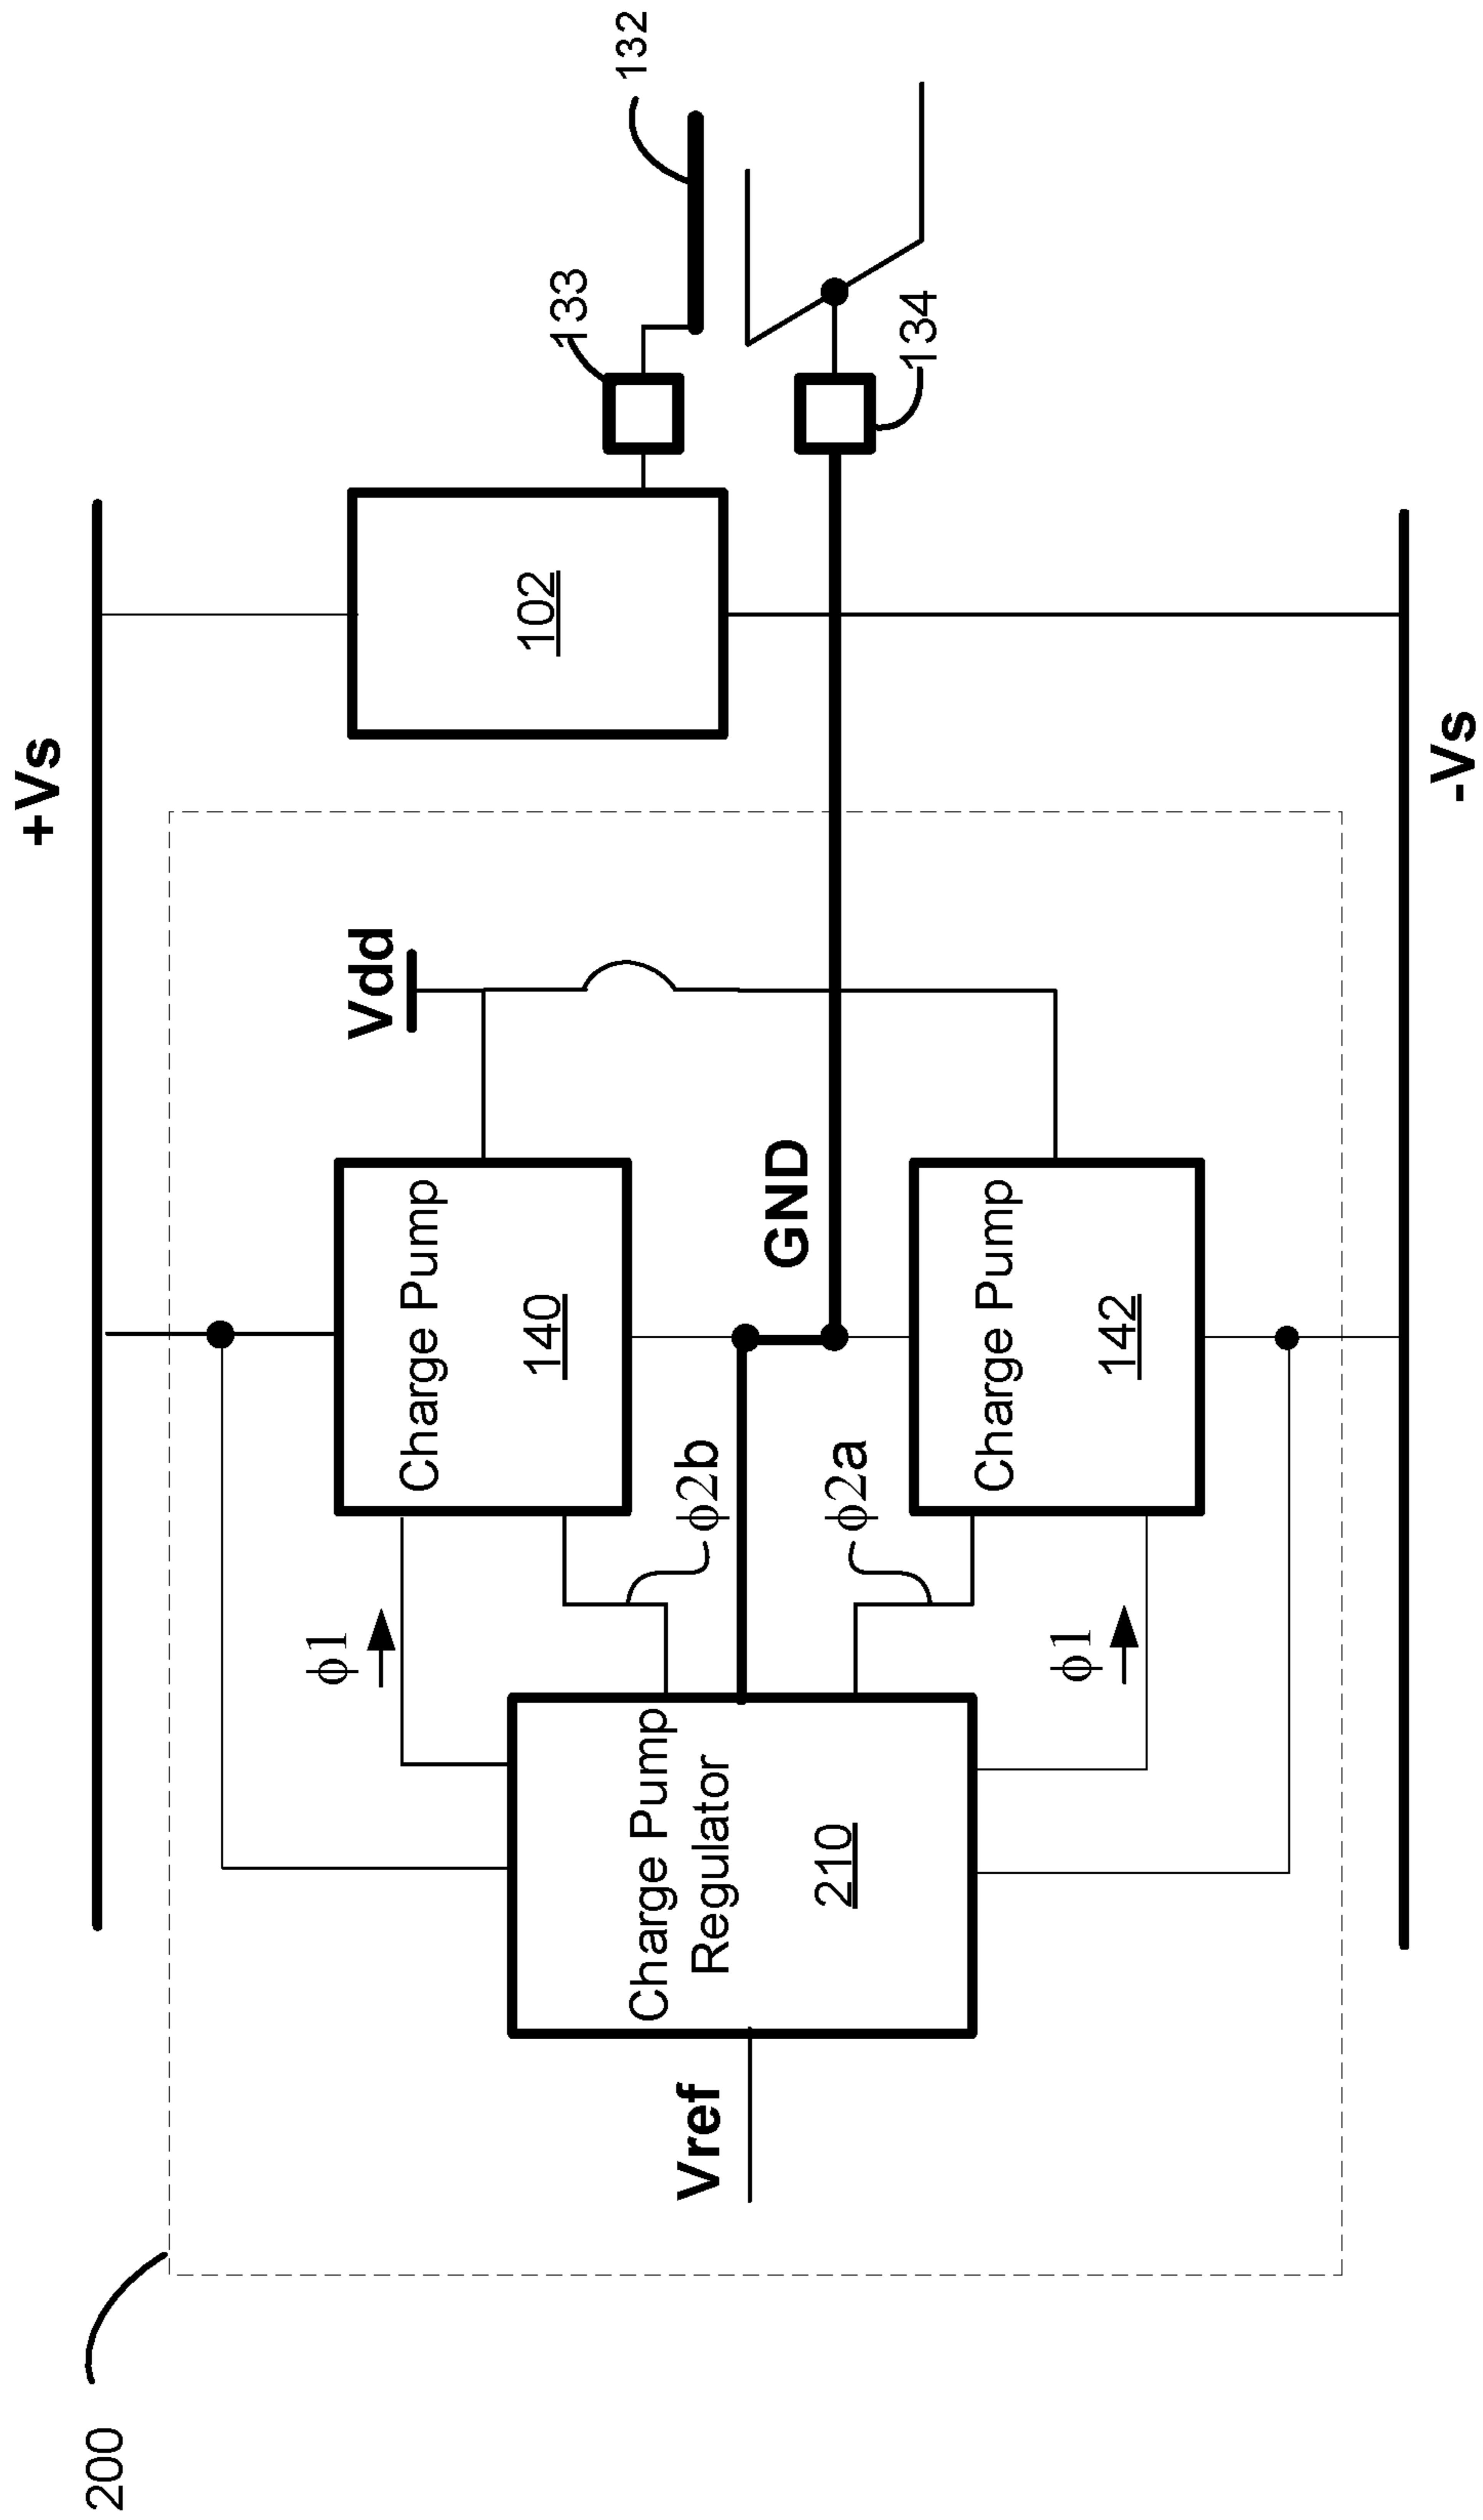 200
+Vs
Vdd
132
133
102
φ1
Charge Pump
140
φ2b
GND
134
Vref
Charge Pump
Regulator
210
φ2a
φ1
Charge Pump
142
-Vs